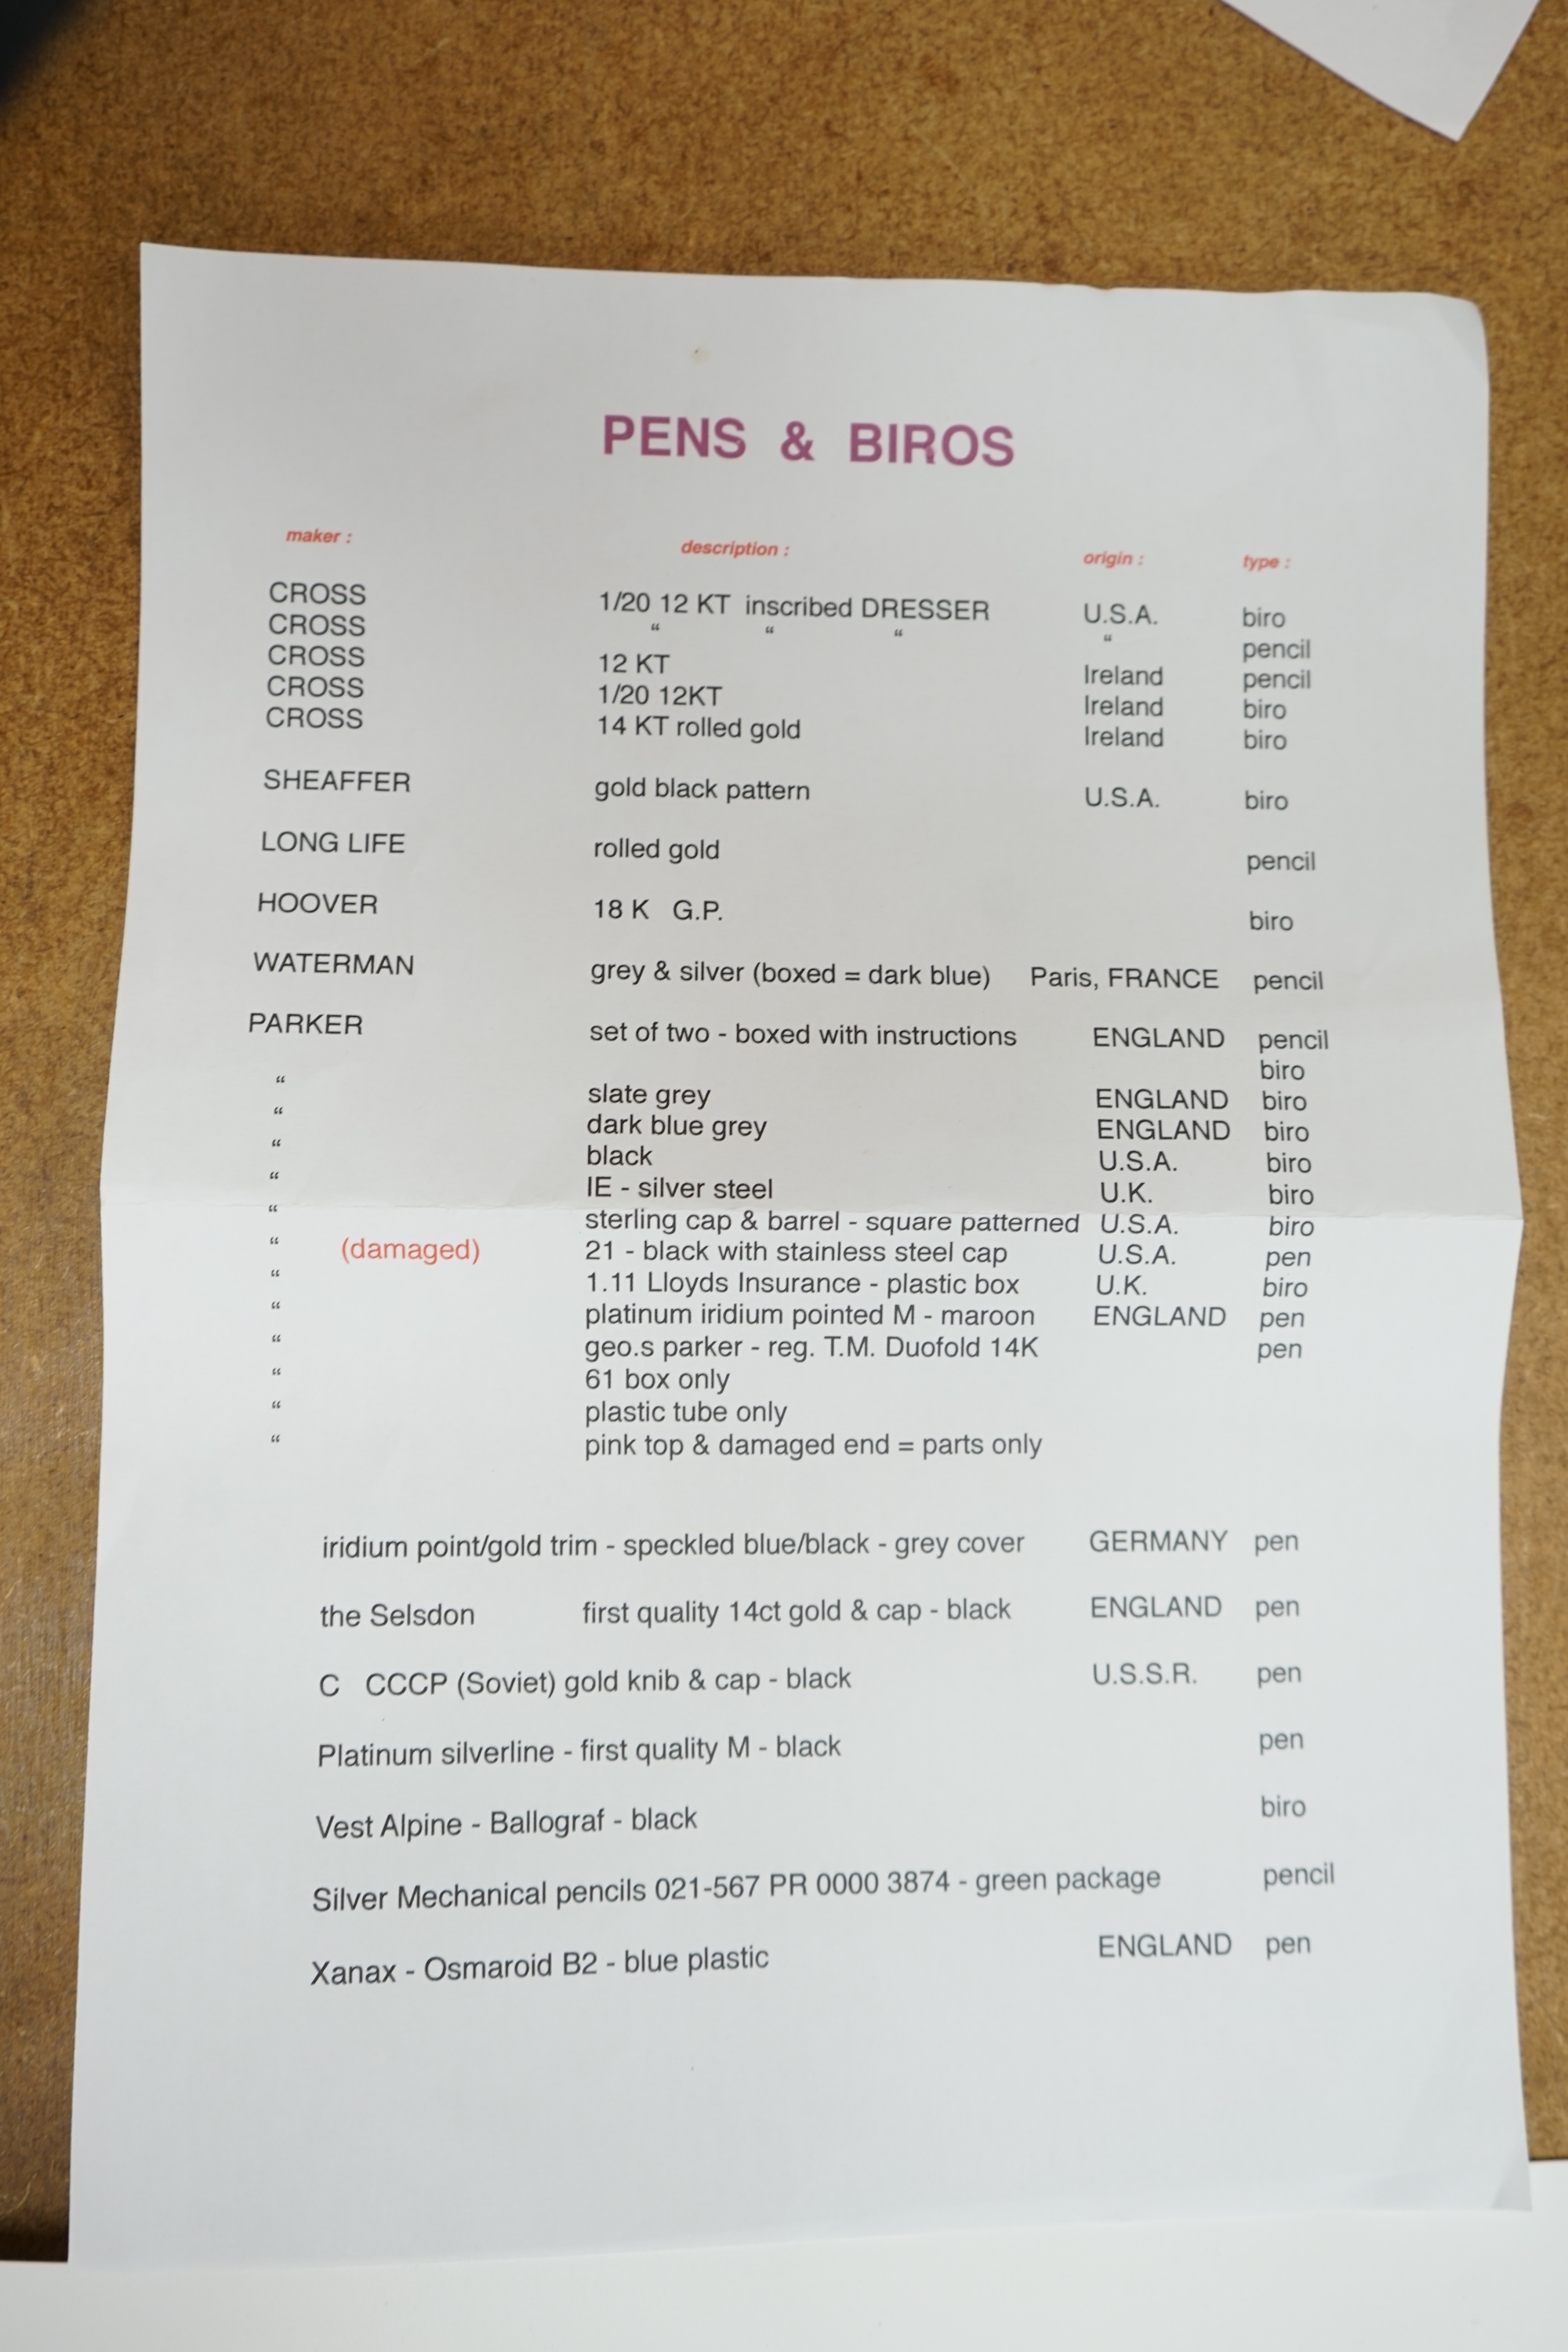 PENS & BIROS
maker : description : origin : type :
CROSS 1/20 12 KT inscribed DRESSER U.S.A. biro
CROSS “ “ “ “ pencil
CROSS 12 KT Ireland pencil
CROSS 1/20 12KT Ireland biro
CROSS 14 KT rolled gold Ireland biro
SHEAFFER gold black pattern U.S.A. biro
LONG LIFE rolled gold pencil
HOOVER 18 K G.P. biro
WATERMAN grey & silver (boxed = dark blue) Paris, FRANCE pencil
PARKER set of two - boxed with instructions ENGLAND pencil
biro
“ slate grey ENGLAND biro
“ dark blue grey ENGLAND biro
“ black U.S.A. biro
“ IE - silver steel U.K. biro
“ sterling cap & barrel - square patterned U.S.A. biro
“ (damaged) 21 - black with stainless steel cap U.S.A. pen
“ 1.11 Lloyds Insurance - plastic box U.K. biro
“ platinum iridium pointed M - maroon ENGLAND pen
“ geo.s parker - reg. T.M. Duofold 14K pen
“ 61 box only
“ plastic tube only
“ pink top & damaged end = parts only
iridium point/gold trim - speckled blue/black - grey cover GERMANY pen
the Selsdon first quality 14ct gold & cap - black ENGLAND pen
C CCCP (Soviet) gold knib & cap - black U.S.S.R. pen
Platinum silverline - first quality M - black pen
Vest Alpine - Ballograf - black biro
Silver Mechanical pencils 021-567 PR 0000 3874 - green package pencil
Xanax - Osmaroid B2 - blue plastic ENGLAND pen